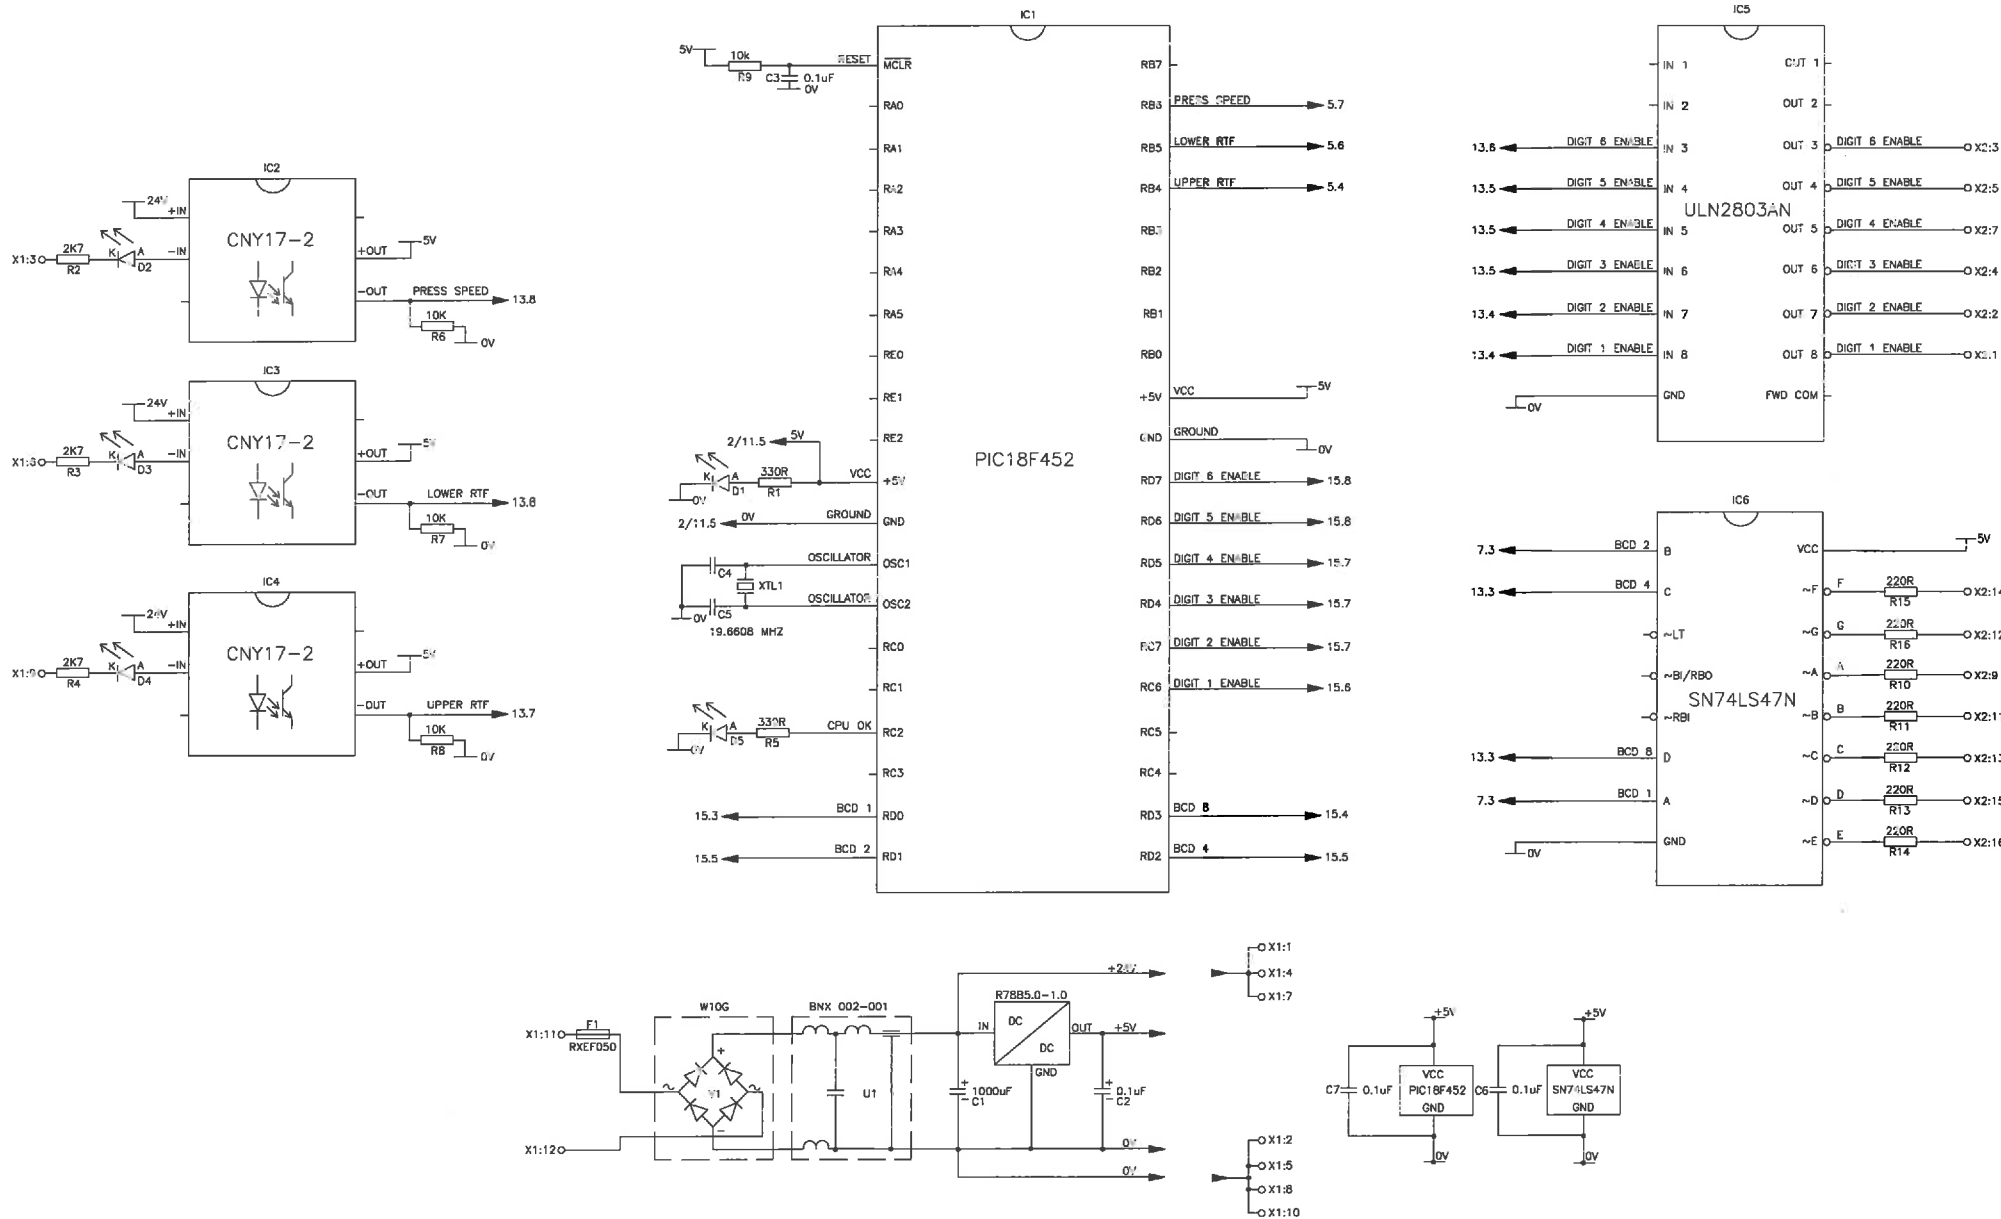 IC2
24V
+IN
CNY17-2
X1:3
2K7
R2
K
A
D2
-IN
+OUT
5V
-OUT
PRESS SPEED
13.8
10K
R6
0V
IC3
24V
+IN
CNY17-2
2K7
R3
K
A
D3
-IN
+OUT
-OUT
LOWER RTF
13.8
10K
R7
0V
IC4
24V
+IN
CNY17-2
X1:9
2K7
R4
K
A
D4
-IN
+OUT
5V
-OUT
UPPER RTF
13.7
10K
R8
0V
IC1
PIC18F452
5V
10k
R9
C3
0.1uF
0V
RESET
MCLR
RA0
RA1
RA2
RA3
RA4
RA5
RE0
RE1
RE2
2/11.5
5V
VCC
+5V
K
A
D1
330R
R1
0V
2/11.5
0V
GROUND
GND
OSCILLATOR
OSC1
C4
XTL1
OSCILLATOR
OSC2
0V
C5
19.6608 MHZ
RC0
RC1
K
A
D5
330R
R5
0V
CPU OK
RC2
RC3
15.3
BCD 1
RD0
15.5
BCD 2
RD1
RB7
PRESS SPEED
5.7
RB5
LOWER RTF
5.6
RB4
UPPER RTF
5.4
RB3
RB2
RB1
RB0
+5V
VCC
5V
GND
GROUND
0V
RD7
DIGIT 6 ENABLE
15.8
RD6
DIGIT 5 ENABLE
15.8
RD5
DIGIT 4 ENABLE
15.7
RD4
DIGIT 3 ENABLE
15.7
RC7
DIGIT 2 ENABLE
15.7
RC6
DIGIT 1 ENABLE
15.6
RC5
RC4
RD3
BCD 8
15.4
RD2
BCD 4
15.5
IC5
ULN2803AN
IN 1
OUT 1
IN 2
OUT 2
13.6
DIGIT 6 ENABLE
IN 3
OUT 3
DIGIT 6 ENABLE
X2:3
13.5
DIGIT 5 ENABLE
IN 4
OUT 4
DIGIT 5 ENABLE
X2:5
13.5
DIGIT 4 ENABLE
IN 5
OUT 5
DIGIT 4 ENABLE
X2:7
13.5
DIGIT 3 ENABLE
IN 6
OUT 6
DIGIT 3 ENABLE
X2:4
13.4
DIGIT 2 ENABLE
IN 7
OUT 7
DIGIT 2 ENABLE
X2:2
13.4
DIGIT 1 ENABLE
IN 8
OUT 8
DIGIT 1 ENABLE
X2:1
0V
GND
FWD COM
IC6
SN74LS47N
7.3
BCD 2
B
VCC
5V
13.3
BCD 4
C
~F
F
220R
R15
X2:14
~LT
~G
G
220R
R16
X2:12
~BI/RBO
~A
A
220R
R10
X2:9
~RBI
~B
B
220R
R11
X2:11
13.3
BCD 8
D
~C
C
220R
R12
X2:13
7.3
BCD 1
A
~D
D
220R
R13
X2:15
0V
GND
~E
E
220R
R14
X2:16
X1:11
F1
RXEF050
X1:12
W10G
+
~
V1
~
-
BNX 002-001
U1
+
1000uF
-
C1
R78B5.0-1.0
IN
DC
DC
OUT
GND
+24V
+5V
+
0.1uF
-
C2
0V
0V
X1:1
X1:4
X1:7
X1:2
X1:5
X1:8
X1:10
+5V
C7
0.1uF
VCC
PIC18F452
GND
0V
+5V
C6
0.1uF
VCC
SN74LS47N
GND
0V